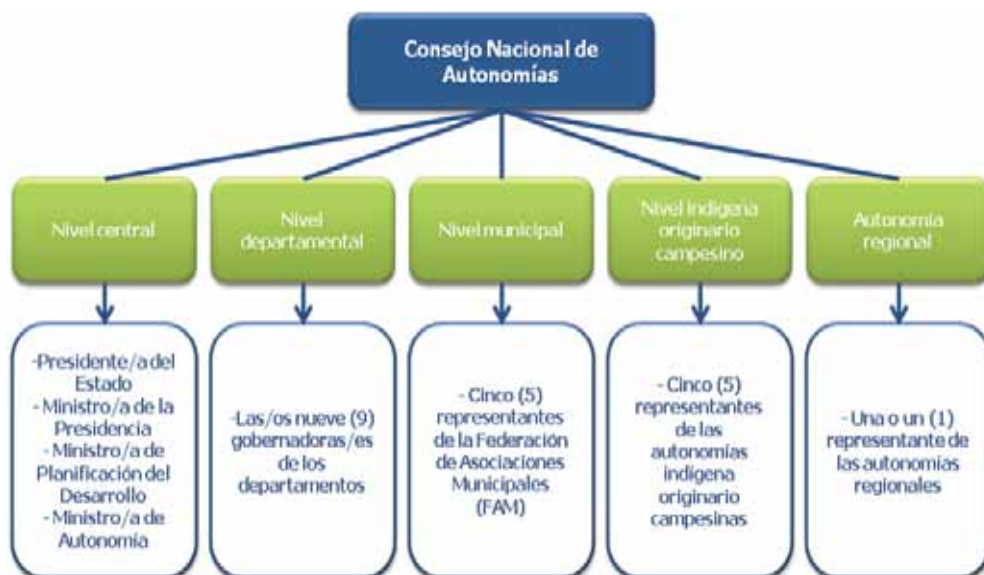 Consejo Nacional de
Autonomías
Nivel central
Nivel
departamental
Nivel municipal
Nivel indígena
originario
campesino
Autonomía
regional
-Presidente/a del
Estado
- Ministro/a de la
Presidencia
- Ministro/a de
Planificación del
Desarrollo
- Ministro/a de
Autonomía
-Las/os nueve (9)
gobernadoras/es
de los
departamentos
- Cinco (5)
representantes
de la Federación
de Asociaciones
Municipales
(FAM)
- Cinco (5)
representantes
de las
autonomías
indígena
originario
campesinas
- Una o un (1)
representante de
las autonomías
regionales